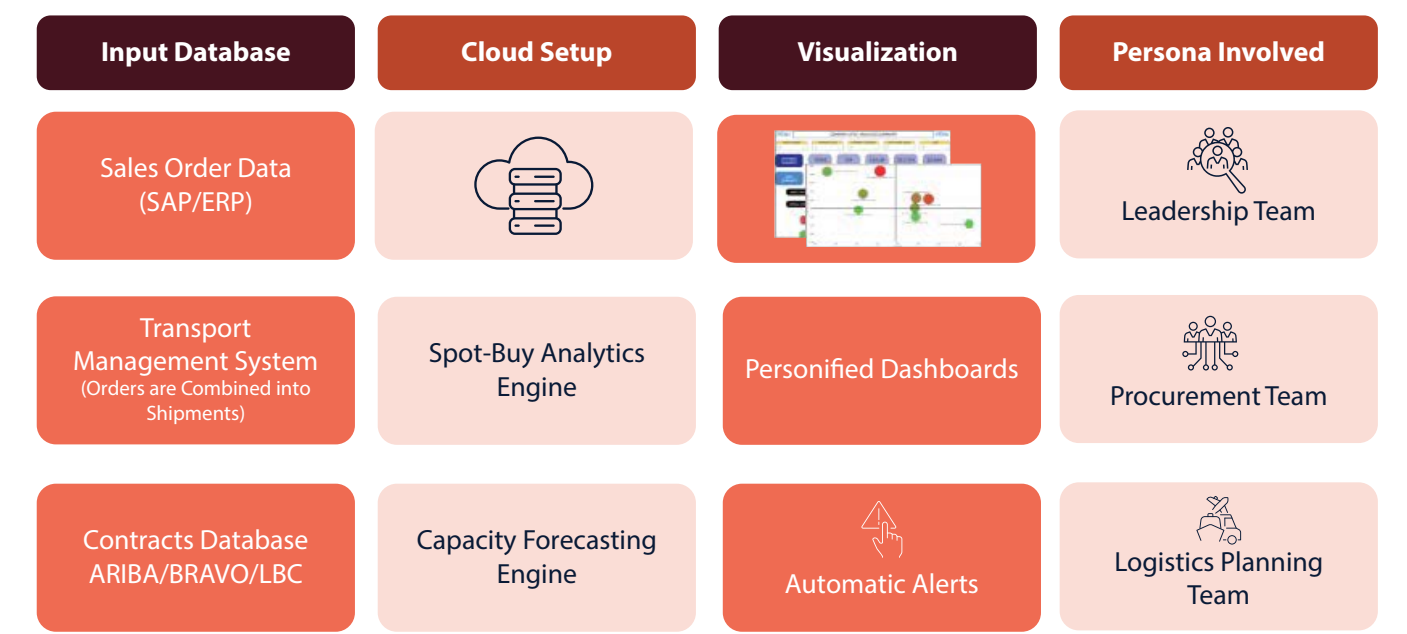 Input Database
Cloud Setup
Visualization
Persona Involved
Sales Order Data
(SAP/ERP)
Leadership Team
Transport
Management System
(Orders are Combined into
Shipments)
Spot-Buy Analytics
Engine
Personified Dashboards
Procurement Team
Contracts Database
ARIBA/BRAVO/LBC
Capacity Forecasting
Engine
Automatic Alerts
Logistics Planning
Team